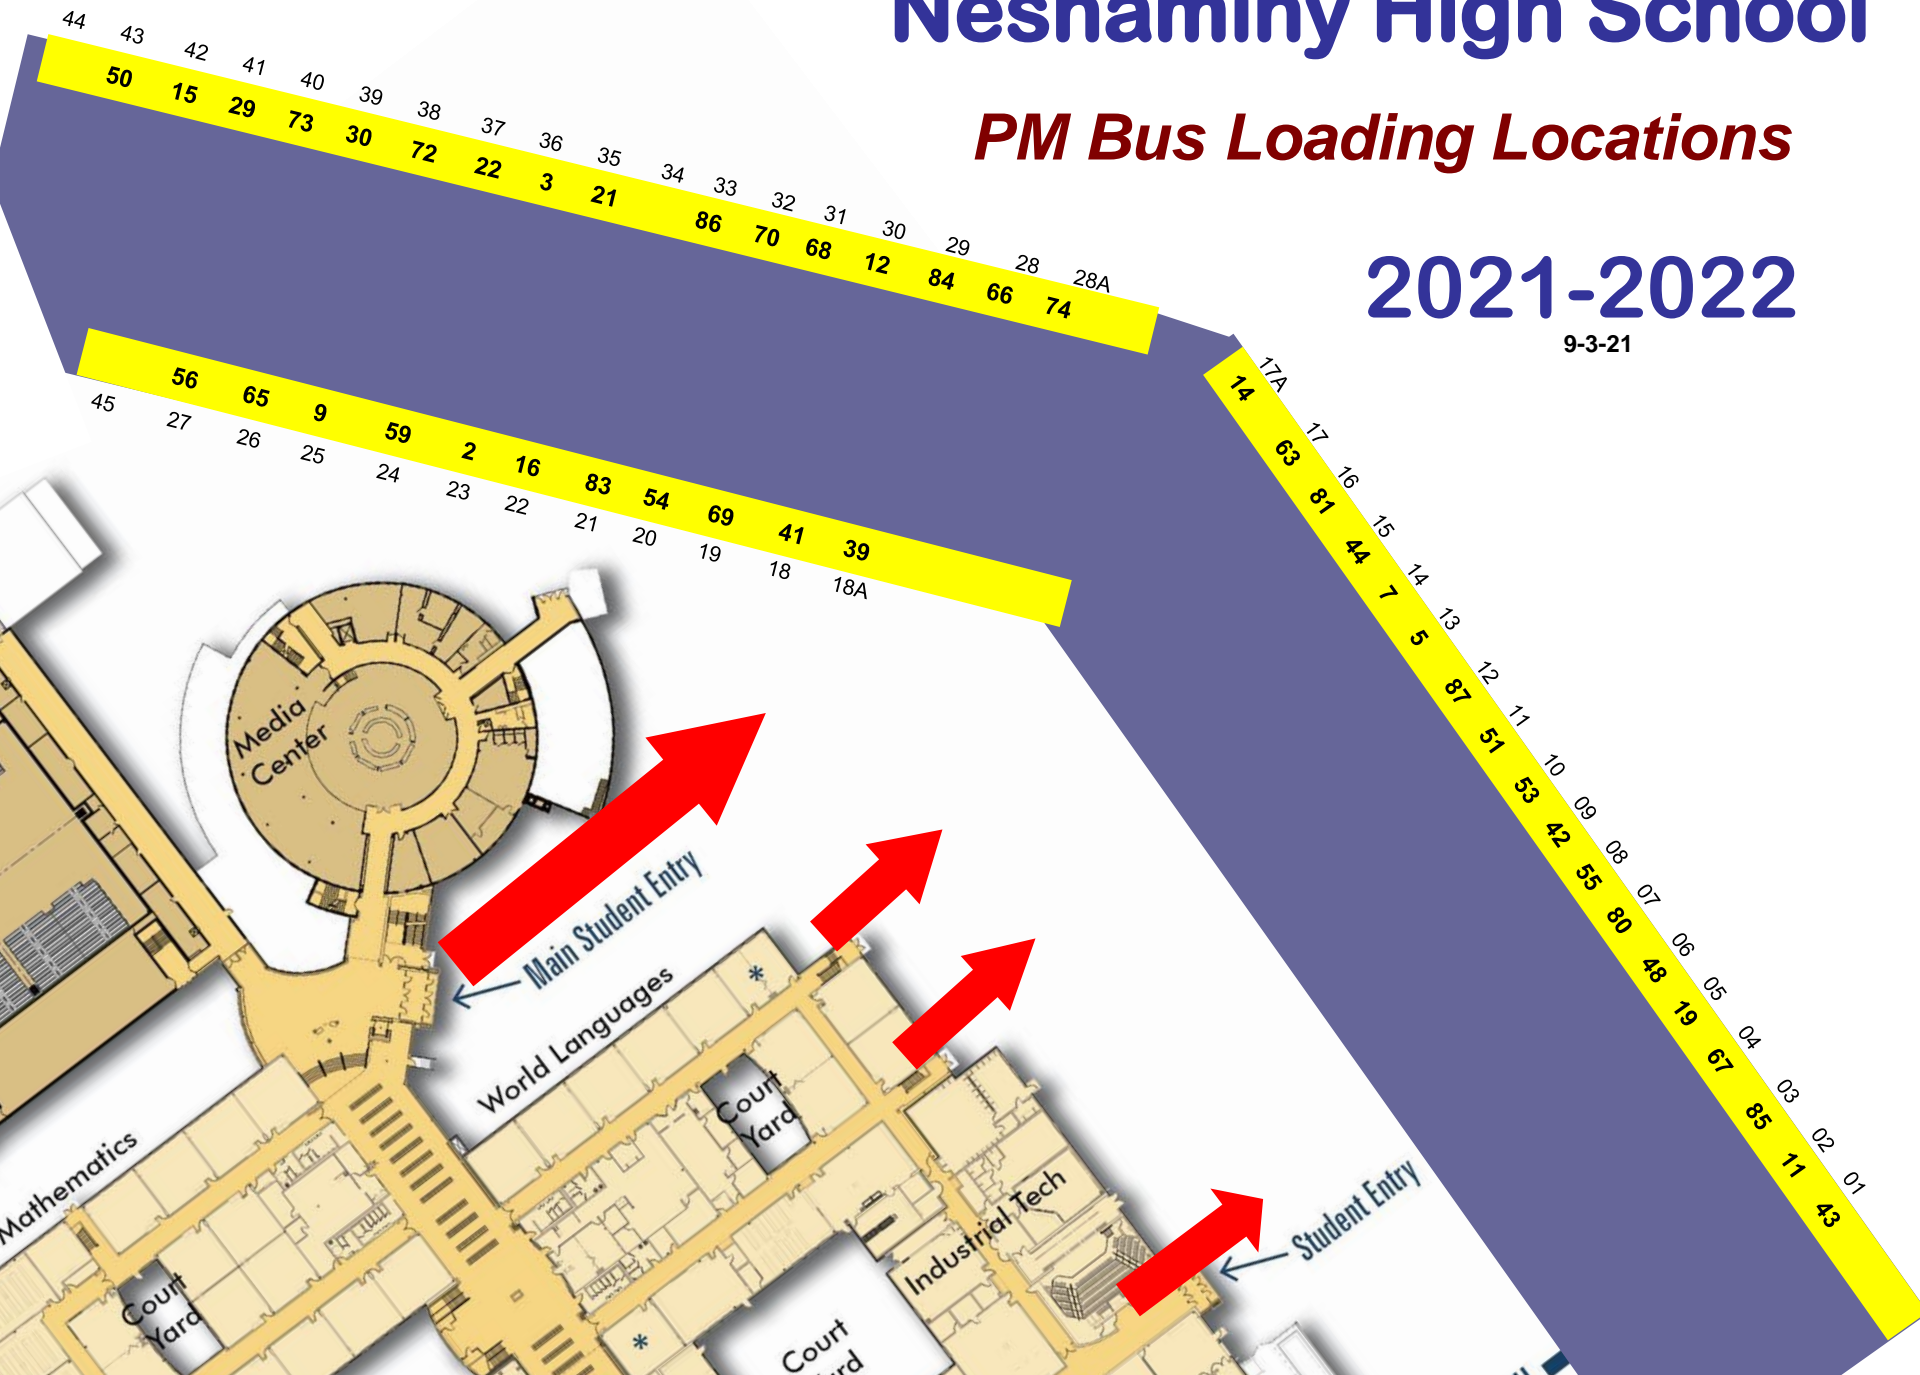 Neshaminy High School
PM Bus Loading Locations
2021-2022
9-3-21
44 43 42 41 40 39 38 37 36 35 34 33 32 31 30 29 28 28A
50 15 29 73 30 72 22 3 21 86 70 68 12 84 66 74
56 65 9 59 2 16 83 54 69 41 39
45 27 26 25 24 23 22 21 20 19 18 18A
17A 17 16 15 14 13 12 11 10 09 08 07 06 05 04 03 02 01
14 63 81 44 7 5 87 51 53 42 55 80 48 19 67 85 11 43
Media
Center
Main Student Entry
World Languages
*
Court
Yard
Mathematics
Industrial Tech
Student Entry
Court
Yard
*
Court